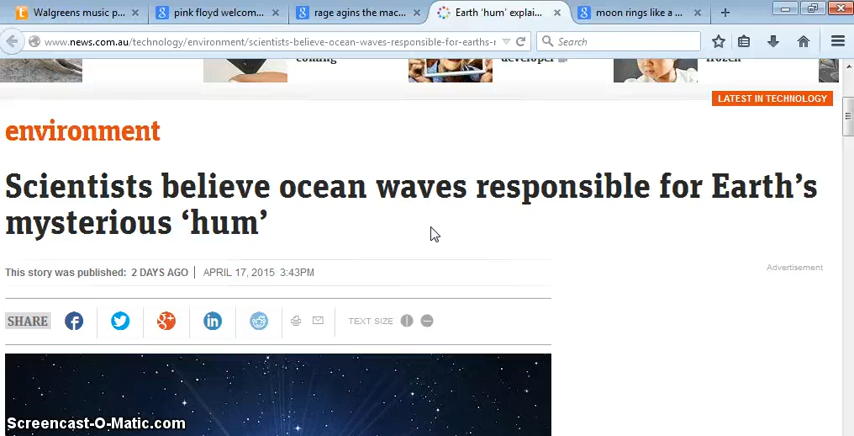 Walgreens music p...
pink floyd welcom...
rage agins the mac...
Earth 'hum' explai...
moon rings like a ...
www.news.com.au/technology/environment/scientists-believe-ocean-waves-responsible-for-earths-r
Search
coming
developer
frozen
LATEST IN TECHNOLOGY
environment
Scientists believe ocean waves responsible for Earth's
mysterious 'hum'
This story was published: 2 DAYS AGO | APRIL 17, 2015 3:43PM
Advertisement
SHARE
TEXT SIZE
Screencast-O-Matic.com